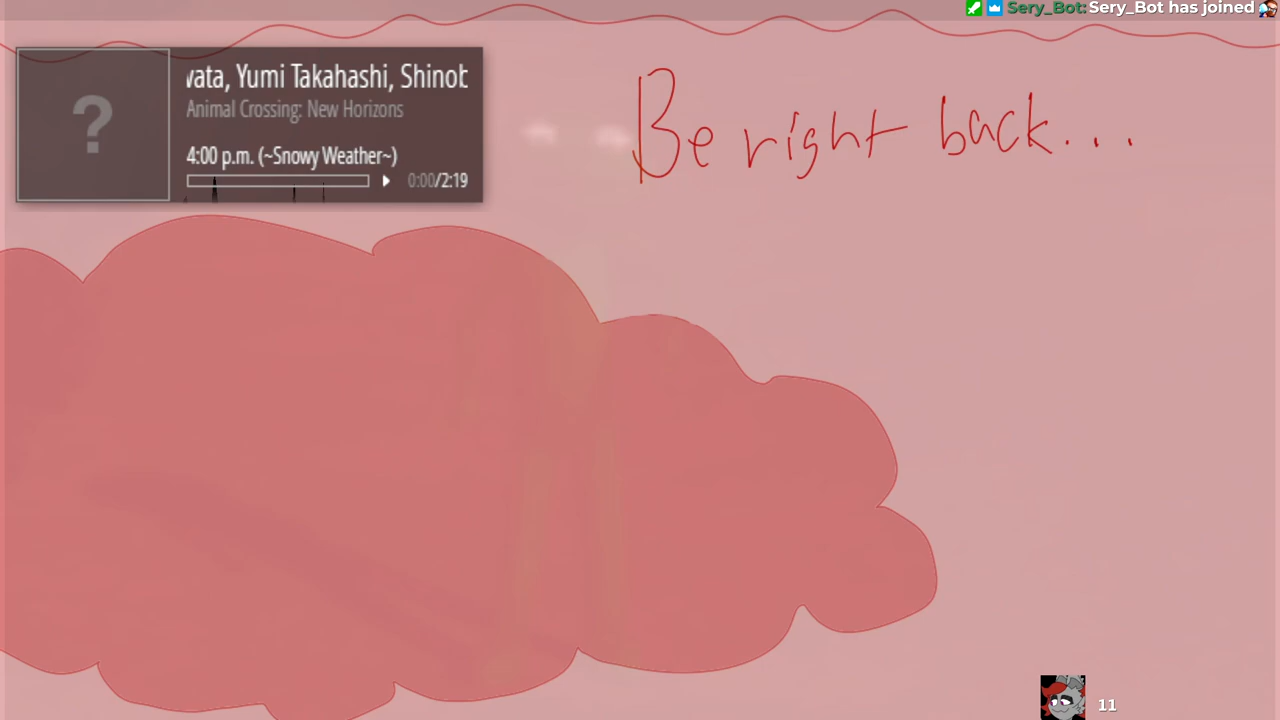 Sery_Bot: Sery_Bot has joined
vata, Yumi Takahashi, Shinob
Animal Crossing: New Horizons
4:00 p.m. (~Snowy Weather~)
0:00/2:19
?
Be right back...
11